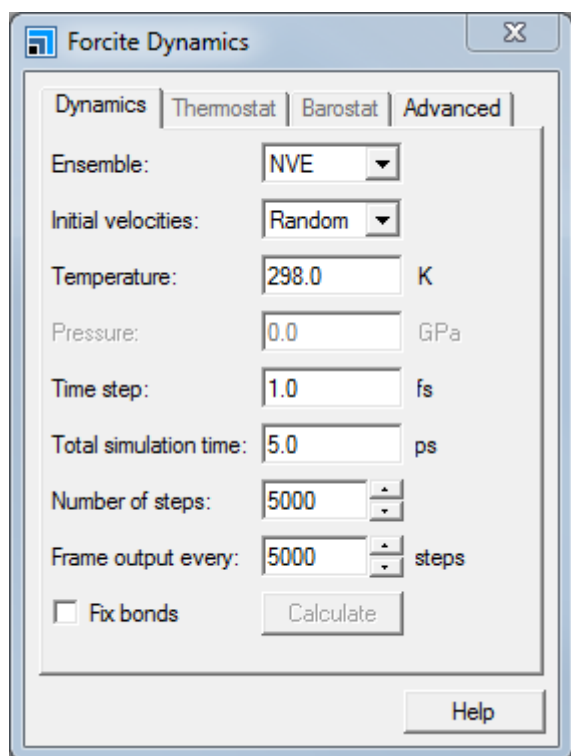 Forcite Dynamics
Dynamics Thermostat Barostat Advanced
Ensemble: NVE
Initial velocities: Random
Temperature: 298.0 K
Pressure: 0.0 GPa
Time step: 1.0 fs
Total simulation time: 5.0 ps
Number of steps: 5000
Frame output every: 5000 steps
Fix bonds Calculate
Help